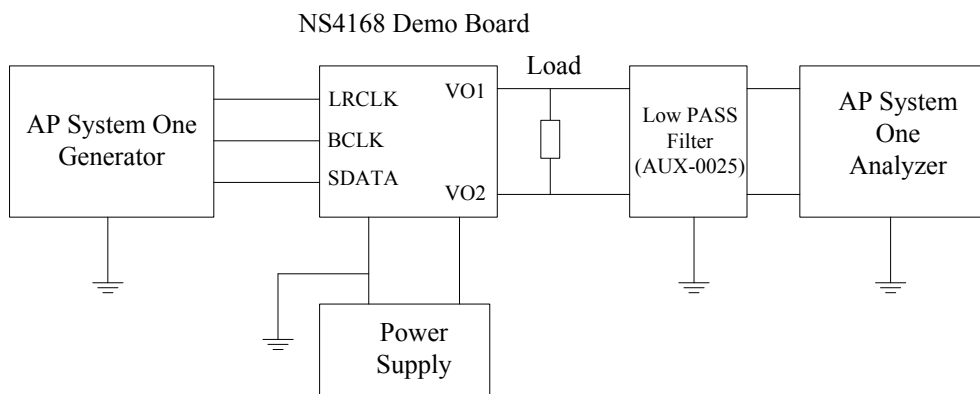 NS4168 Demo Board
AP System One
Generator
LRCLK
BCLK
SDATA
VO1
VO2
Load
Low PASS
Filter
(AUX-0025)
AP System
One
Analyzer
Power
Supply